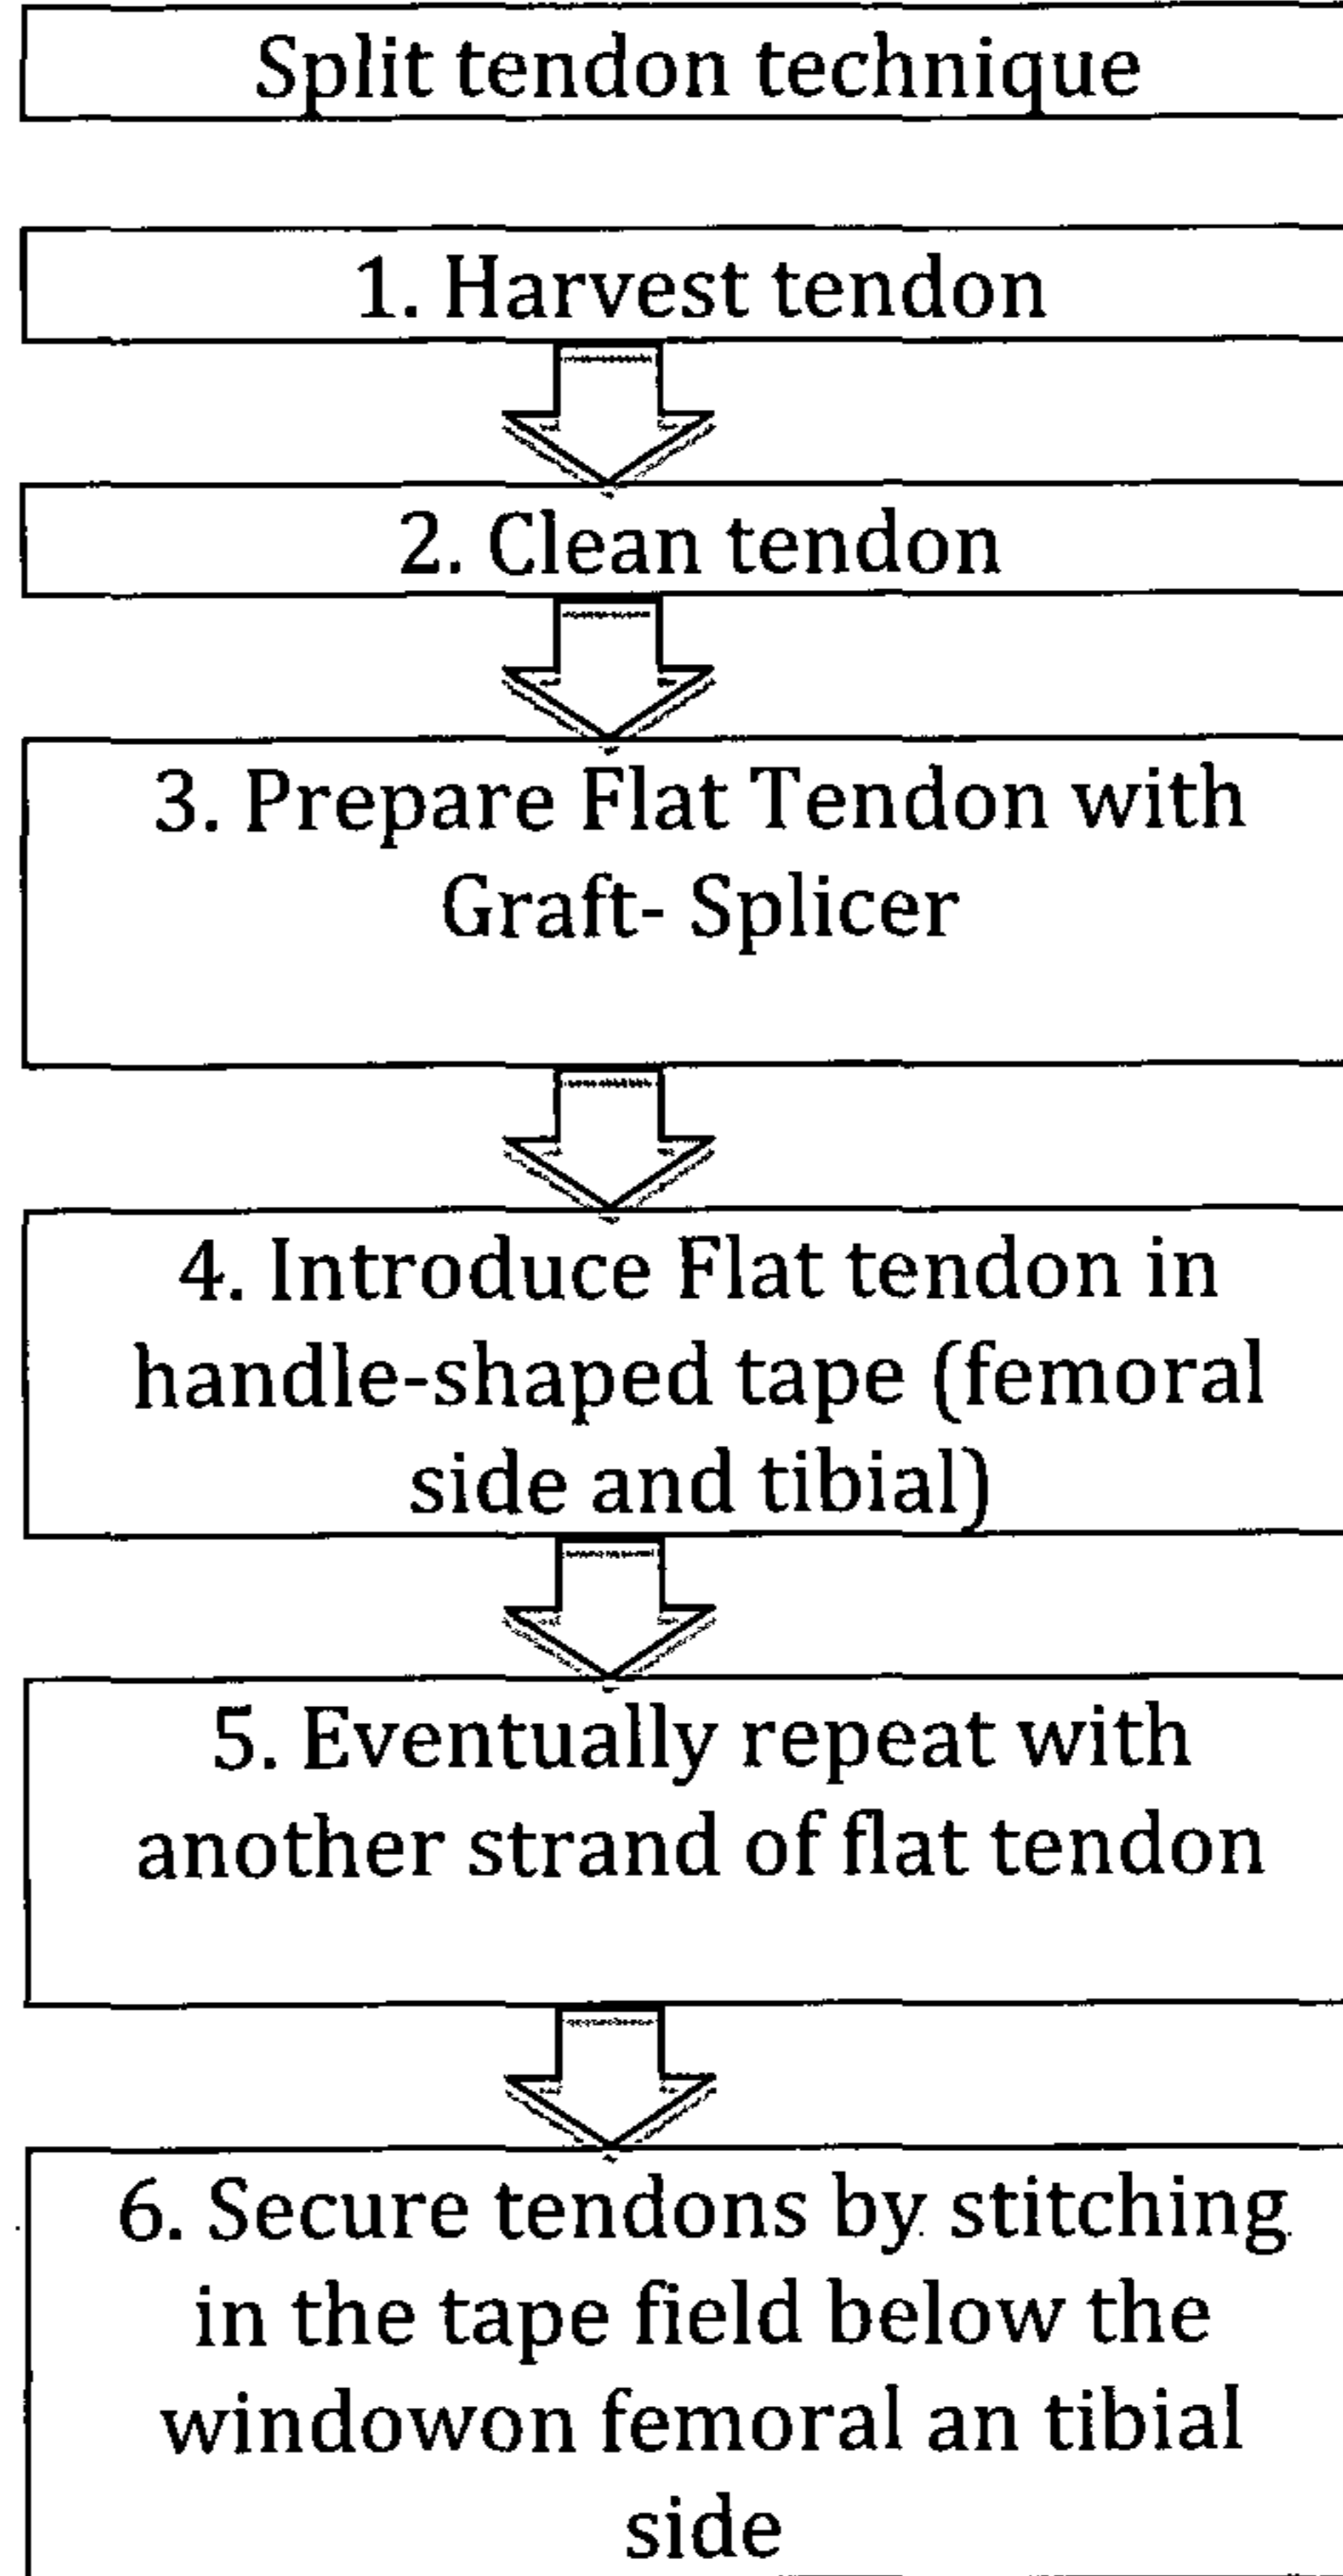 Split tendon technique
1. Harvest tendon
2. Clean tendon
3. Prepare Flat Tendon with
Graft- Splicer
4. Introduce Flat tendon in
handle-shaped tape (femoral
side and tibial)
5. Eventually repeat with
another strand of flat tendon
6. Secure tendons by stitching
in the tape field below the
windowon femoral an tibial
side